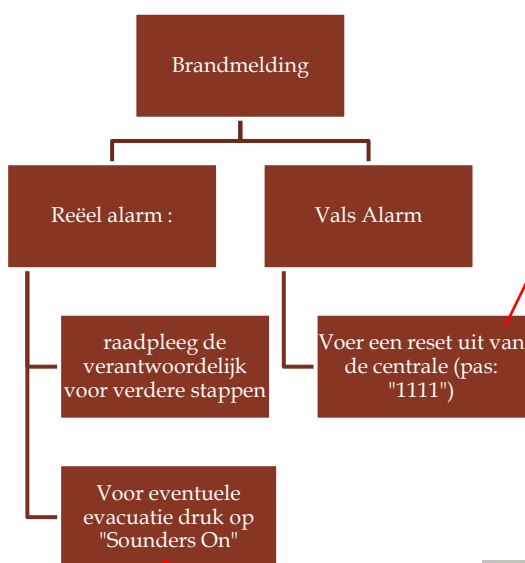 Brandmelding
Reëel alarm :
Vals Alarm
raadpleeg de
verantwoordelijk
voor verdere stappen
Voer een reset uit van
de centrale (pas:
"1111")
Voor eventuele
evacuatie druk op
"Sounders On"